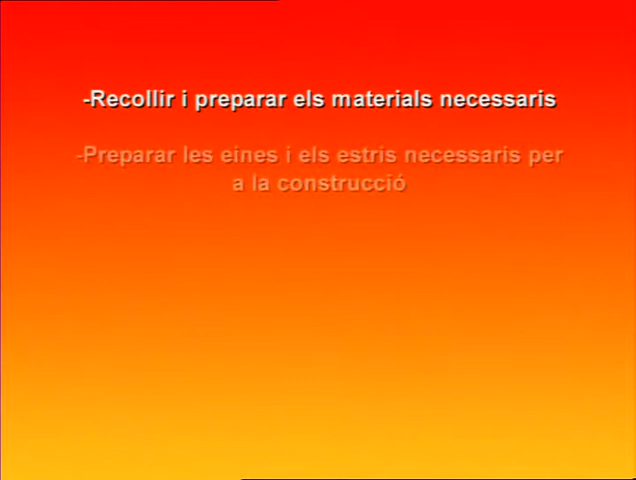 -Recollir i preparar els materials necessaris
-Preparar les eines i els estris necessaris per
a la construcció